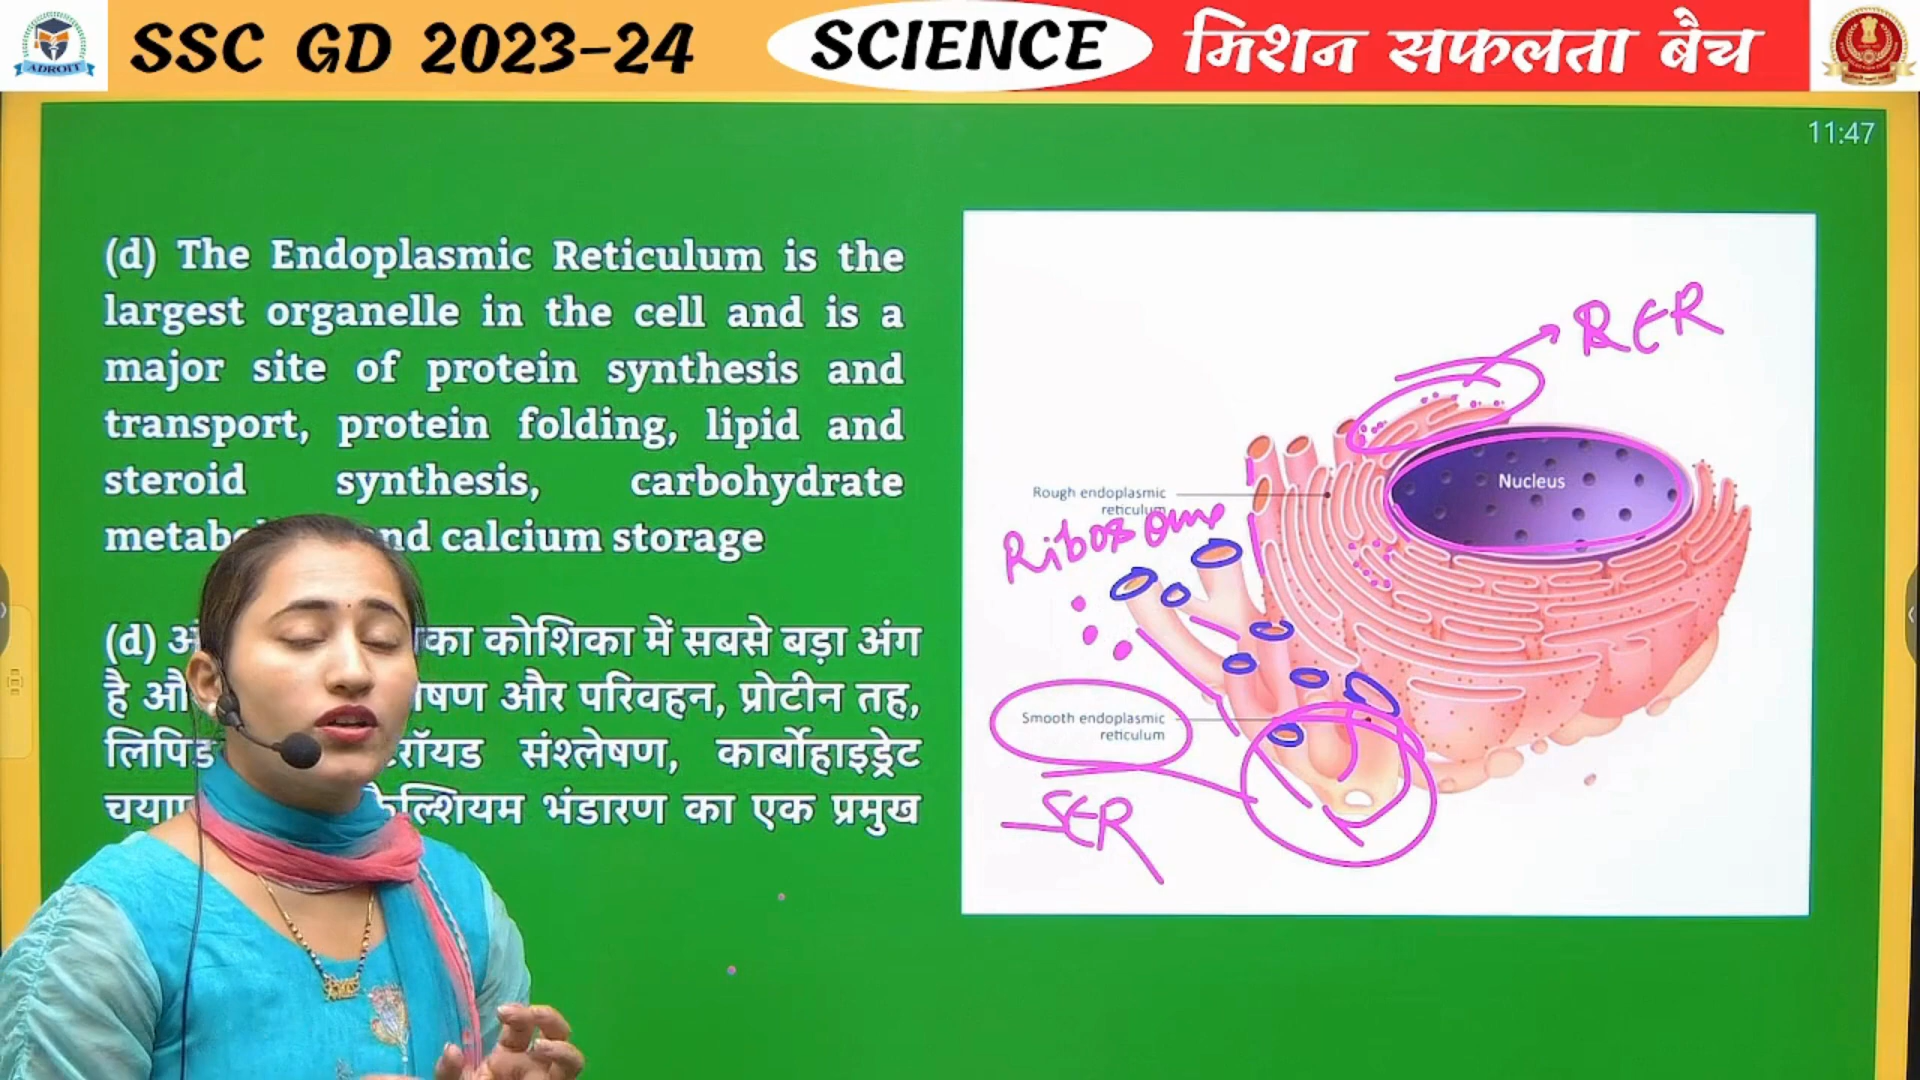 ADROIT
SSC GD 2023-24
SCIENCE
मिशन सफलता बैच
11:47
(d) The Endoplasmic Reticulum is the
largest organelle in the cell and is a
major site of protein synthesis and
transport, protein folding, lipid and
steroid synthesis, carbohydrate
nd calcium storage
(d)
का कोशिका में सबसे बड़ा अंग
है
और परिवहन, प्रोटीन तह,
संश्लेषण, कार्बोहाइड्रेट
भंडारण का एक प्रमुख
RER
Nucleus
Rough endoplasmic
reticulum
Ribosome
Smooth endoplasmic
reticulum
SER